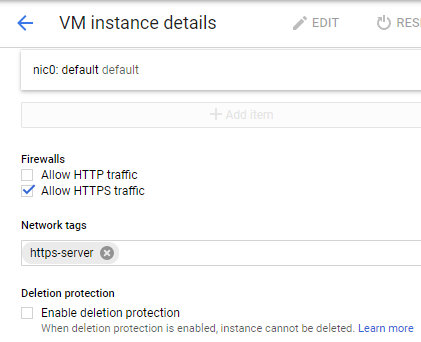 VM instance details
EDIT
nic0: default default
Add item
Firewalls
Allow HTTP traffic
Allow HTTPS traffic
Network tags
https-server
Deletion protection
Enable deletion protection
When deletion protection is enabled, instance cannot be deleted. Learn more